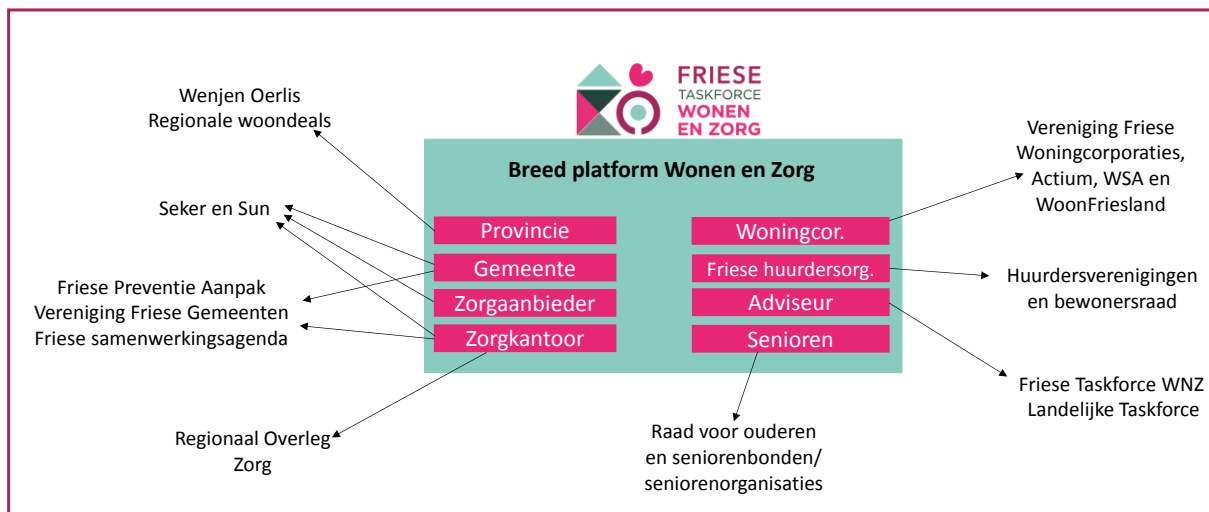 FRIESE
TASKFORCE
WONEN
EN ZORG
Breed platform Wonen en Zorg
Provincie
Gemeente
Zorgaanbieder
Zorgkantoor
Woningcor.
Friese huurdersorg.
Adviseur
Senioren
Wenjen Oerlis
Regionale woondeals
Seker en Sun
Friese Preventie Aanpak
Vereniging Friese Gemeenten
Friese samenwerkingsagenda
Regionaal Overleg
Zorg
Vereniging Friese
Woningcorporaties,
Actium, WSA en
WoonFriesland
Huurdersverenigingen
en bewonersraad
Friese Taskforce WNZ
Landelijke Taskforce
Raad voor ouderen
en seniorenbonden/
seniorenorganisaties